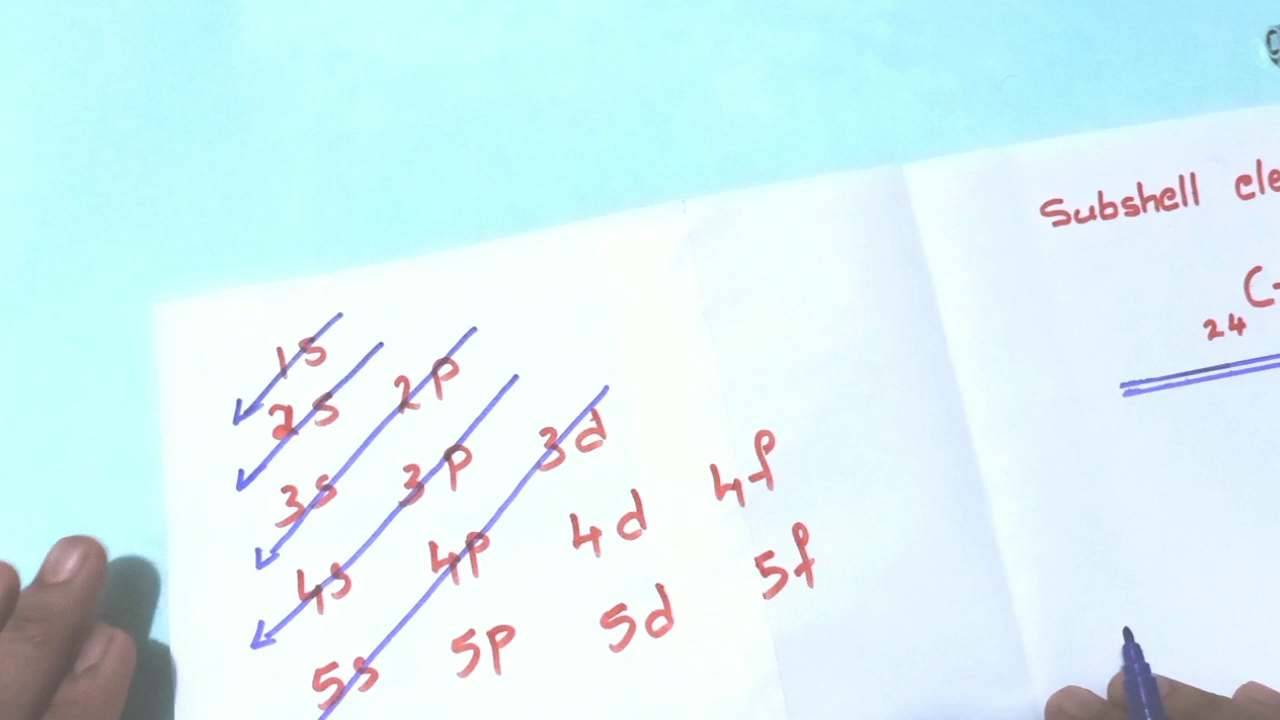 1s
2s 2p
3s 3p 3d
4s 4p 4d 4f
5s 5p 5d 5f
Subshell ele
24 C